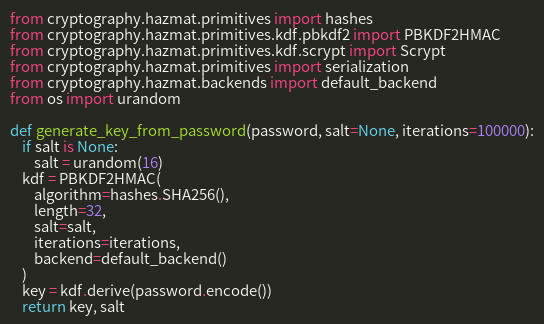 from cryptography.hazmat.primitives import hashes
from cryptography.hazmat.primitives.kdf.pbkdf2 import PBKDF2HMAC
from cryptography.hazmat.primitives.kdf.scrypt import Scrypt
from cryptography.hazmat.primitives import serialization
from cryptography.hazmat.backends import default_backend
from os import urandom

def generate_key_from_password(password, salt=None, iterations=100000):
    if salt is None:
        salt = urandom(16)
    kdf = PBKDF2HMAC(
        algorithm=hashes.SHA256(),
        length=32,
        salt=salt,
        iterations=iterations,
        backend=default_backend()
    )
    key = kdf.derive(password.encode())
    return key, salt